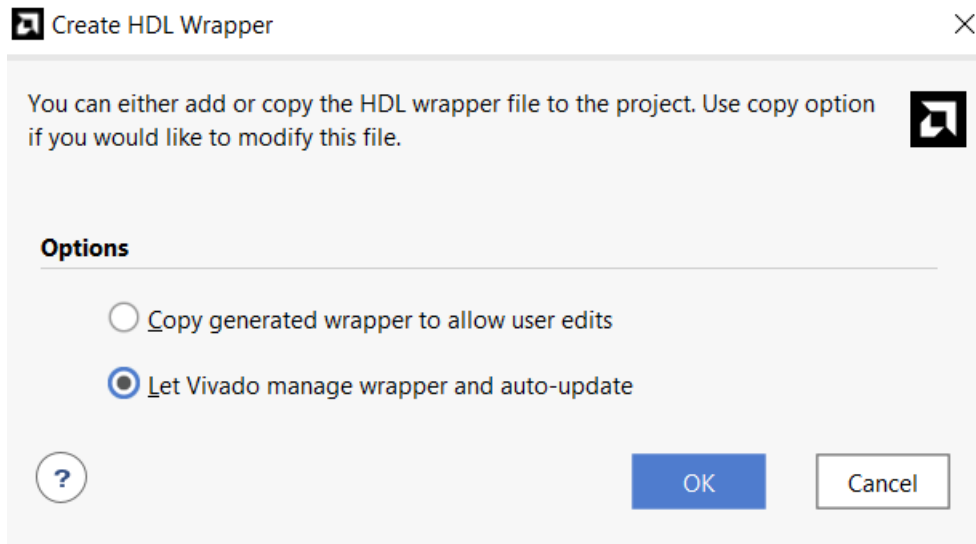 Create HDL Wrapper
You can either add or copy the HDL wrapper file to the project. Use copy option
if you would like to modify this file.
Options
Copy generated wrapper to allow user edits
Let Vivado manage wrapper and auto-update
?
OK
Cancel